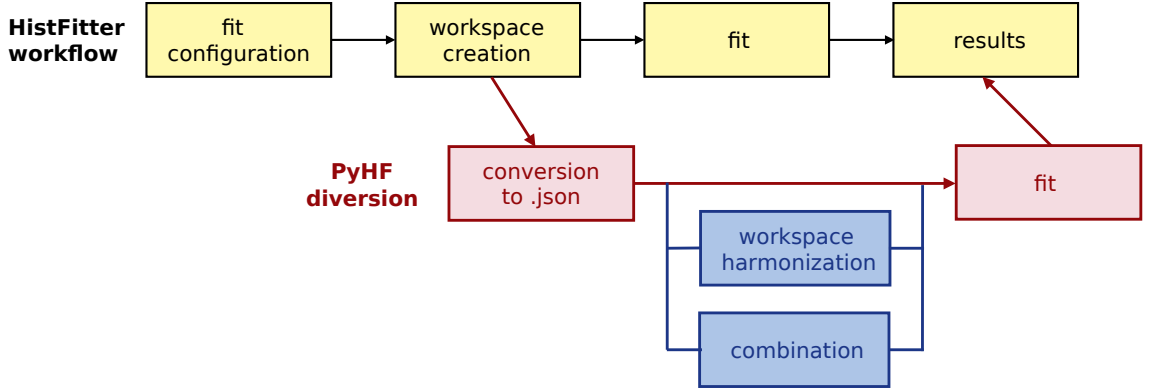 HistFitter
workflow
fit
configuration
workspace
creation
fit
results
PyHF
diversion
conversion
to .json
fit
workspace
harmonization
combination